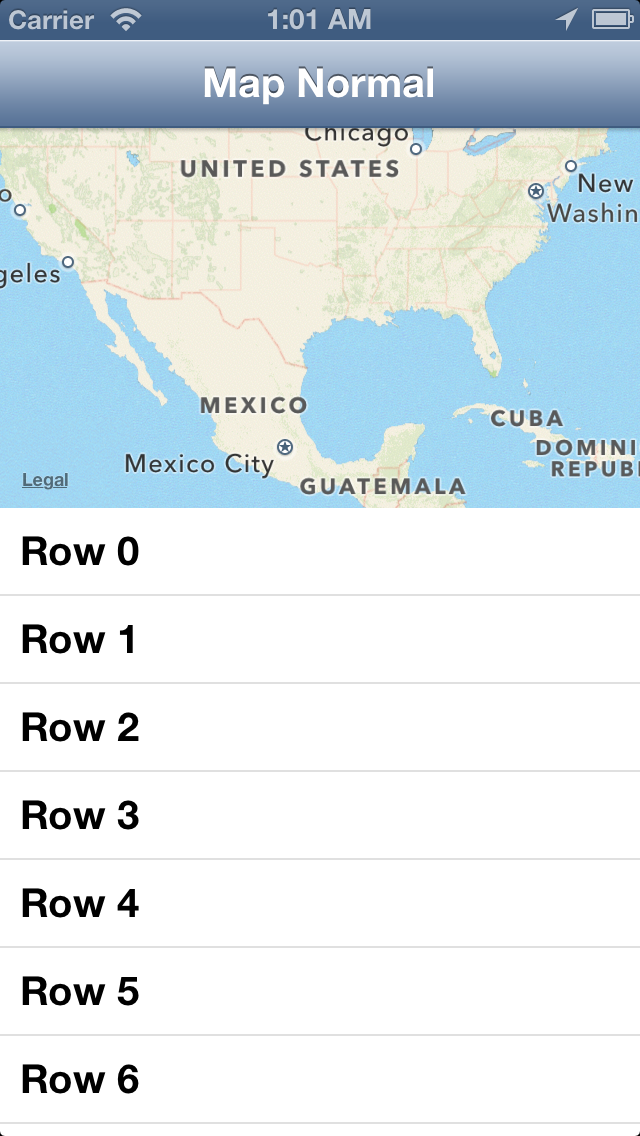 Carrier 1:01 AM
Map Normal
Chicago
UNITED STATES
New
Washin
geles
MEXICO
CUBA
Mexico City
DOMINI
REPUB
Legal
GUATEMALA
Row 0
Row 1
Row 2
Row 3
Row 4
Row 5
Row 6